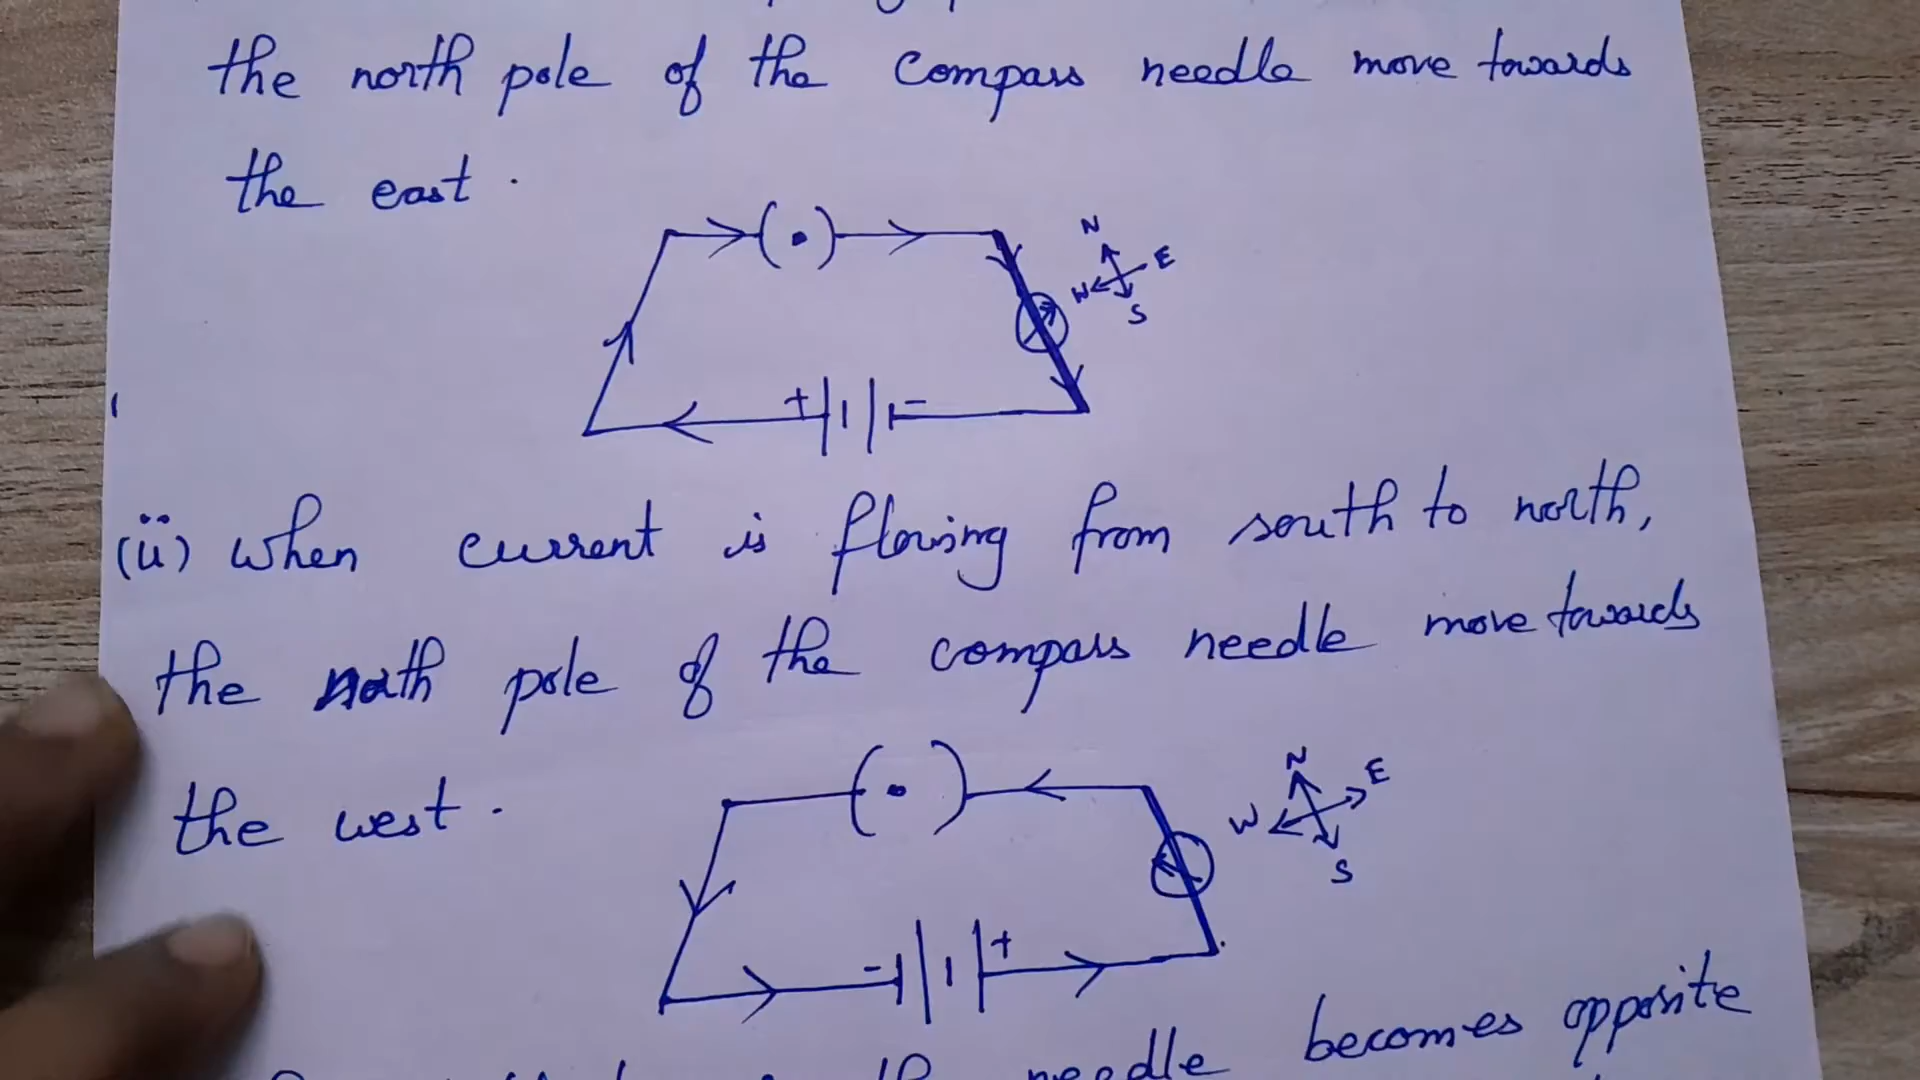 the north pole of the compass needle move towards
the east .
N
E
W
S
+ -
(ii) when current is flowing from south to north,
the north pole of the compass needle move towards
the west .
N
E
W
S
- +
needle becomes opposite